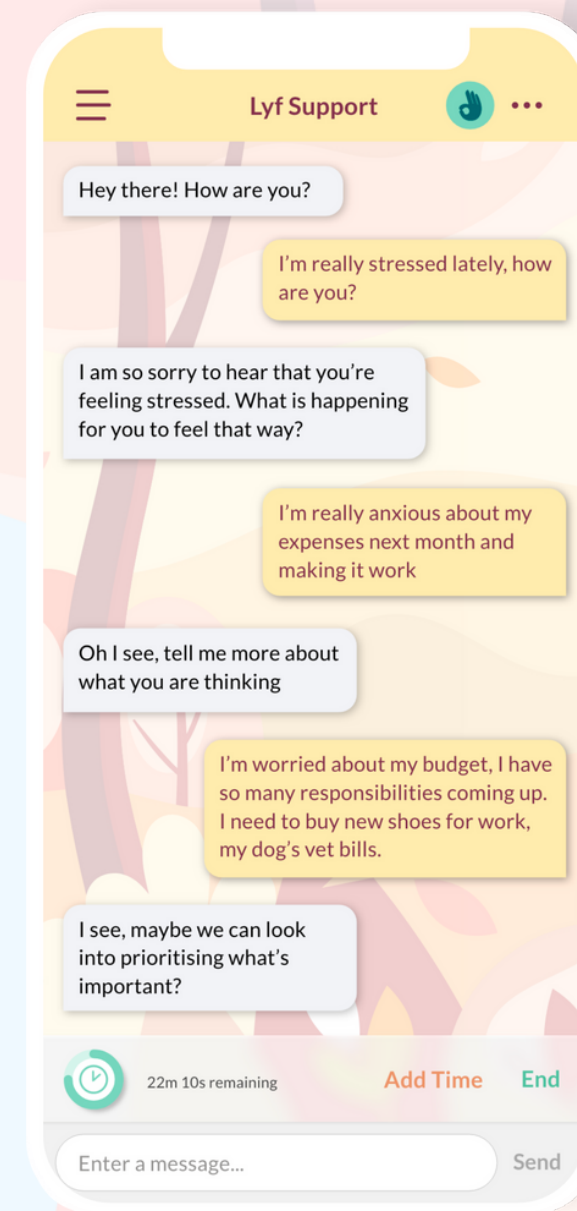 Lyf Support
Hey there! How are you?
I'm really stressed lately, how
are you?
I am so sorry to hear that you're
feeling stressed. What is happening
for you to feel that way?
I'm really anxious about my
expenses next month and
making it work
Oh I see, tell me more about
what you are thinking
I'm worried about my budget, I have
so many responsibilities coming up.
I need to buy new shoes for work,
my dog's vet bills.
I see, maybe we can look
into prioritising what's
important?
22m 10s remaining
Add Time
End
Enter a message...
Send